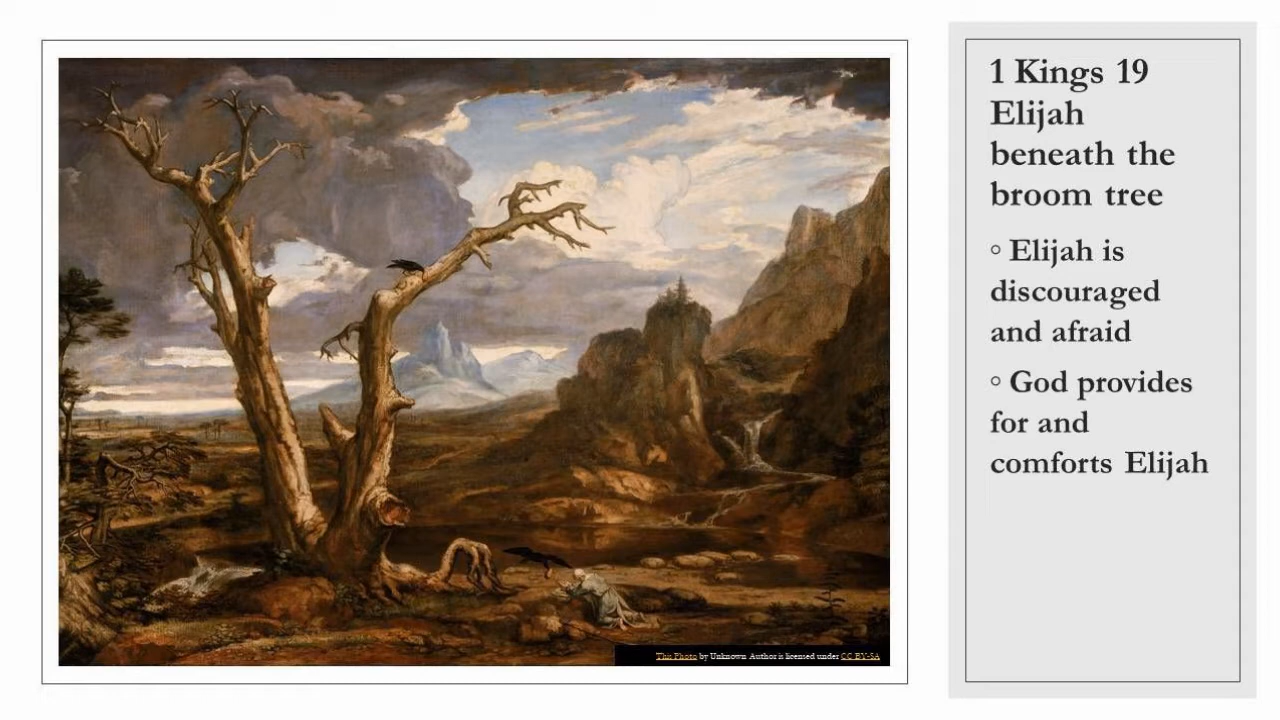 1 Kings 19
Elijah
beneath the
broom tree
◦ Elijah is
discouraged
and afraid
◦ God provides
for and
comforts Elijah
This Photo by Unknown Author is licensed under CC BY-SA